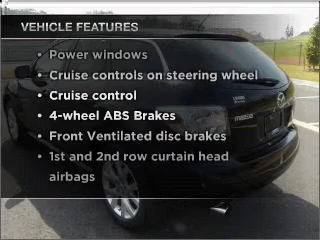 VEHICLE FEATURES
• Power windows
• Cruise controls on steering wheel
• Cruise control
• 4-wheel ABS Brakes
• Front Ventilated disc brakes
• 1st and 2nd row curtain head
airbags